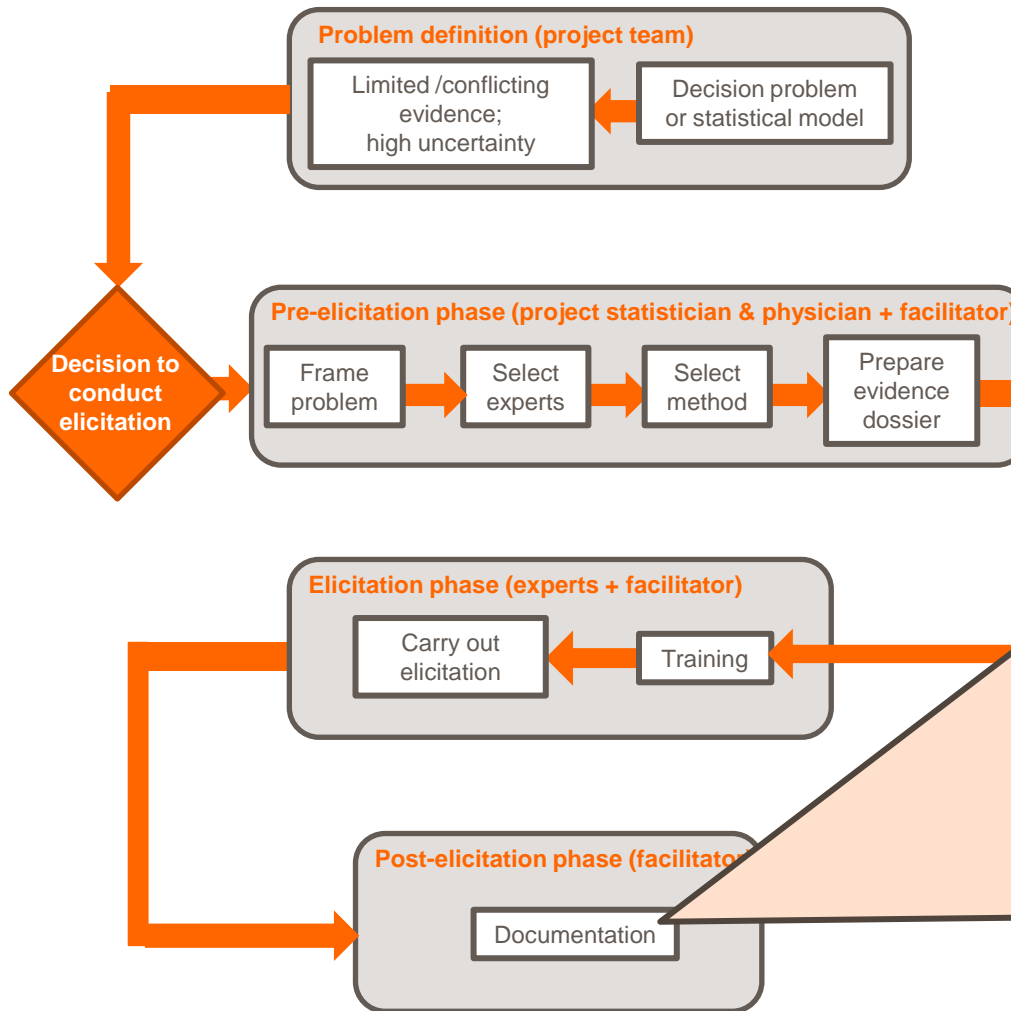 Problem definition (project team)
Limited /conflicting
evidence;
high uncertainty
Decision problem
or statistical model
Decision to
conduct
elicitation
Pre-elicitation phase (project statistician & physician + facilitator)
Frame
problem
Select
experts
Select
method
Prepare
evidence
dossier
Elicitation phase (experts + facilitator)
Carry out
elicitation
Training
Post-elicitation phase (facilitator)
Documentation